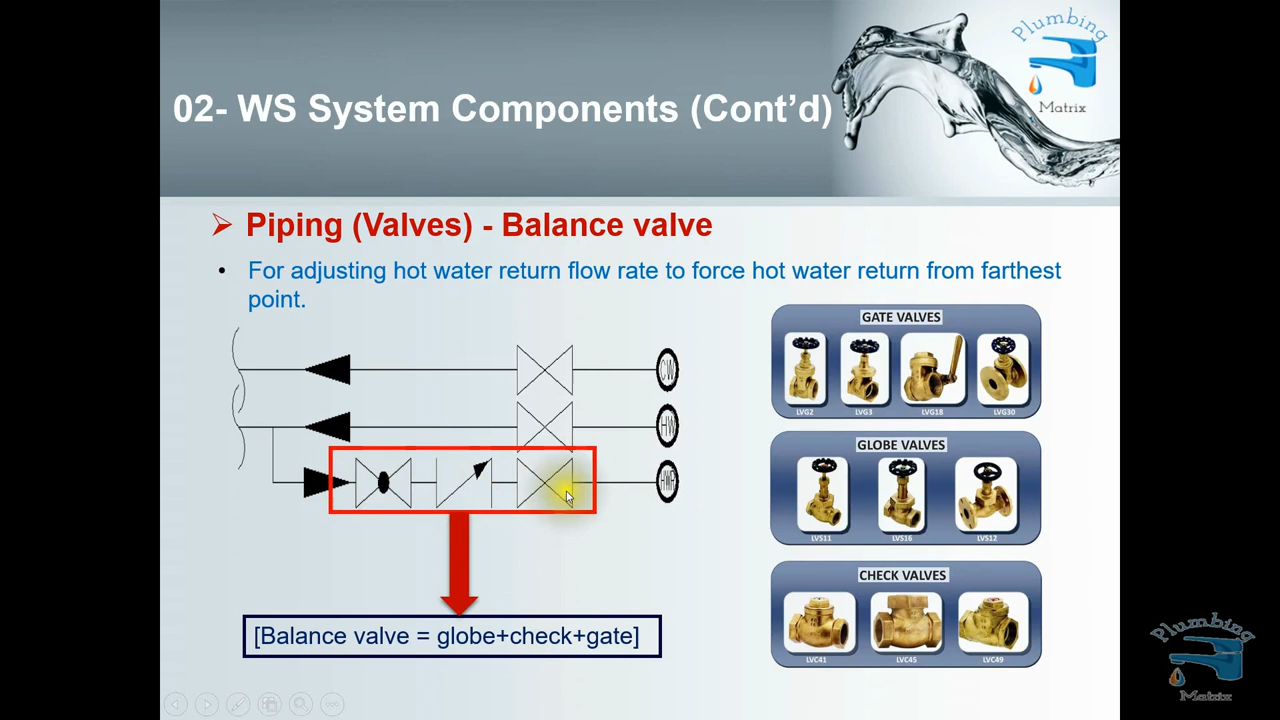 Plumbing
Matrix
02- WS System Components (Cont’d)
Piping (Valves) - Balance valve
• For adjusting hot water return flow rate to force hot water return from farthest
point.
CW
HW
HWR
[Balance valve = globe+check+gate]
GATE VALVES
LVG2 LVG3 LVG18 LVG30
GLOBE VALVES
LVS11 LVS16 LVS12
CHECK VALVES
LVC41 LVC45 LVC49
Plumbing
Matrix